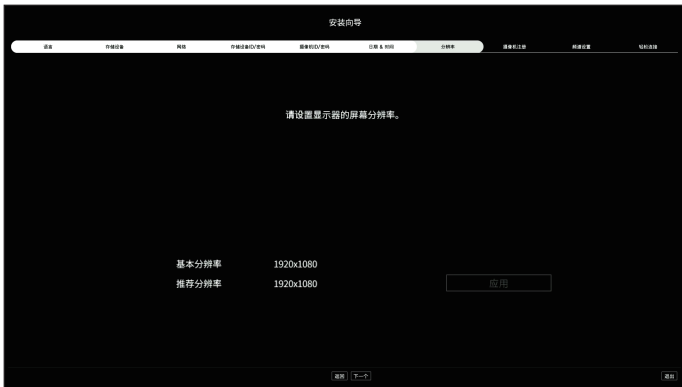 安装向导
语言 存储设备 网络 存储设备ID/密码 摄像机ID/密码 日期 & 时间 分辨率 摄像机注册 频道设置 轻松连接
请设置显示器的屏幕分辨率。
基本分辨率 1920x1080
推荐分辨率 1920x1080 应用
返回 下一个 退出